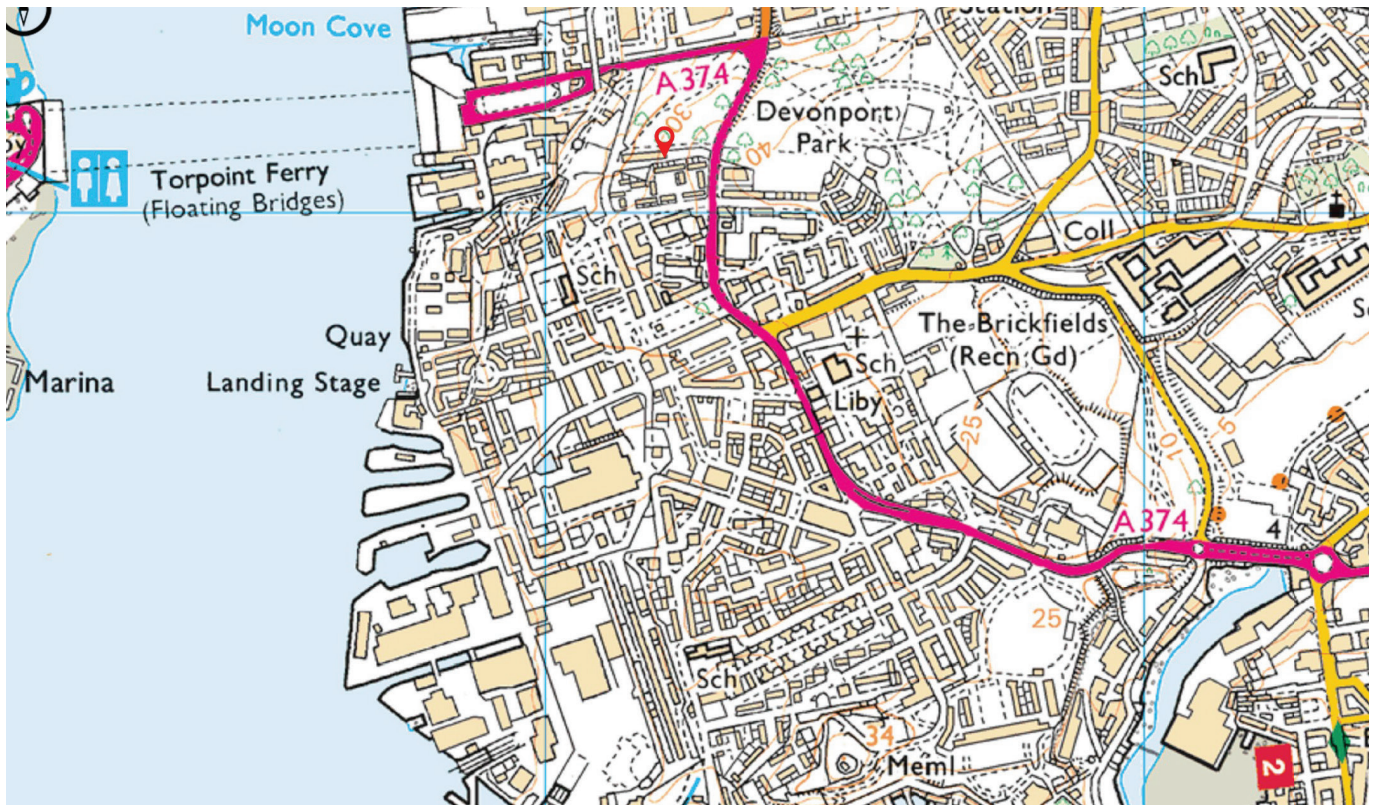 Station
Moon Cove
A 374
30
Sch
Devonport
Park
40
Torpoint Ferry
(Floating Bridges)
Coll
Sch
Quay
The Brickfields
(Recn Gd)
Sch
Marina
Landing Stage
Liby
25
5
10
A 374
4
25
Sch
34
Meml
2